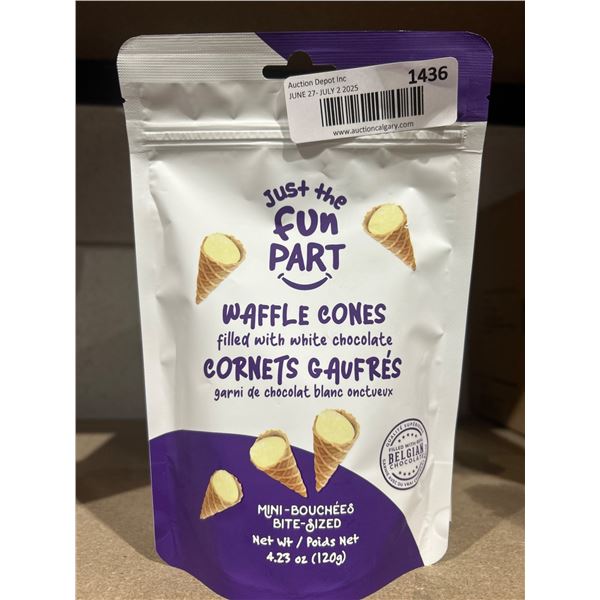 Auction Depot Inc
1436
JUNE 27- JULY 2 2025
www.auctioncalgary.com
Just the
fun
PART
WAFFLE CONES
filled with white chocolate
CORNETS GAUFRÉS
garni de chocolat blanc onctueux
BELGIAN
CHOCOLATE
MINI-BOUCHÉES
BITE-SIZED
Net Wt / Poids Net
4.23 oz (120g)